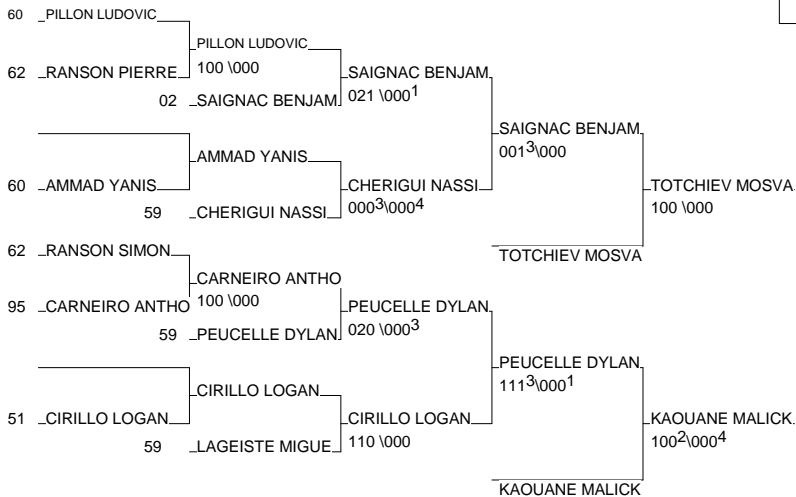 60 PILLON LUDOVIC
PILLON LUDOVIC
62 RANSON PIERRE 100 \000 SAIGNAC BENJAM
02 SAIGNAC BENJAM 021 \000¹
SAIGNAC BENJAM
001³\000
AMMAD YANIS
60 AMMAD YANIS CHERIGUI NASSI TOTCHIEV MOSVA
59 CHERIGUI NASSI 000³\000⁴ 100 \000
62 RANSON SIMON TOTCHIEV MOSVA
CARNEIRO ANTHO
95 CARNEIRO ANTHO 100 \000 PEUCELLE DYLAN
59 PEUCELLE DYLAN 020 \000³
PEUCELLE DYLAN
111³\000¹
CIRILLO LOGAN
51 CIRILLO LOGAN CIRILLO LOGAN KAOUANE MALICK
59 LAGEISTE MIGUE 110 \000 100²\000⁴
KAOUANE MALICK